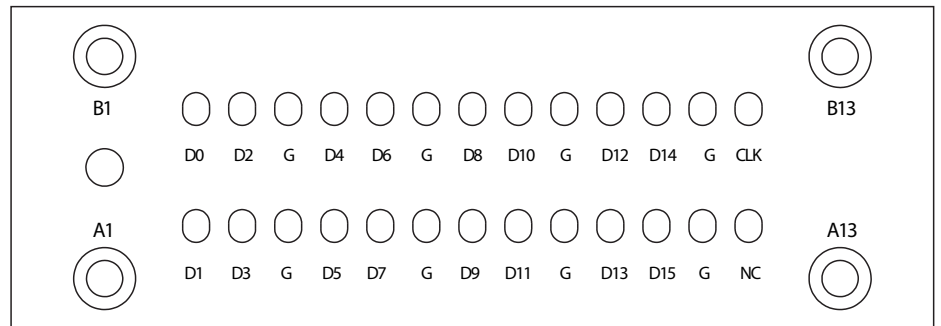 B1 B13
D0 D2 G D4 D6 G D8 D10 G D12 D14 G CLK
A1 A13
D1 D3 G D5 D7 G D9 D11 G D13 D15 G NC